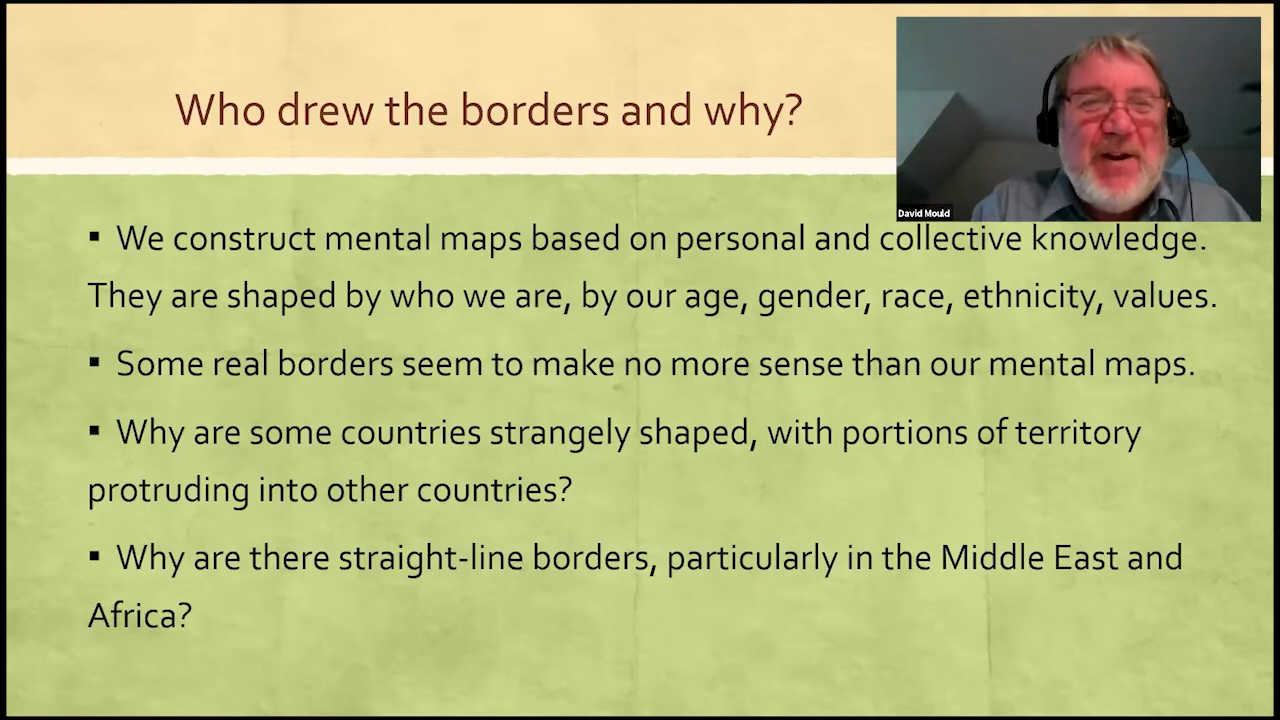 Who drew the borders and why?
David Mould
▪ We construct mental maps based on personal and collective knowledge.
They are shaped by who we are, by our age, gender, race, ethnicity, values.
▪ Some real borders seem to make no more sense than our mental maps.
▪ Why are some countries strangely shaped, with portions of territory
protruding into other countries?
▪ Why are there straight-line borders, particularly in the Middle East and
Africa?